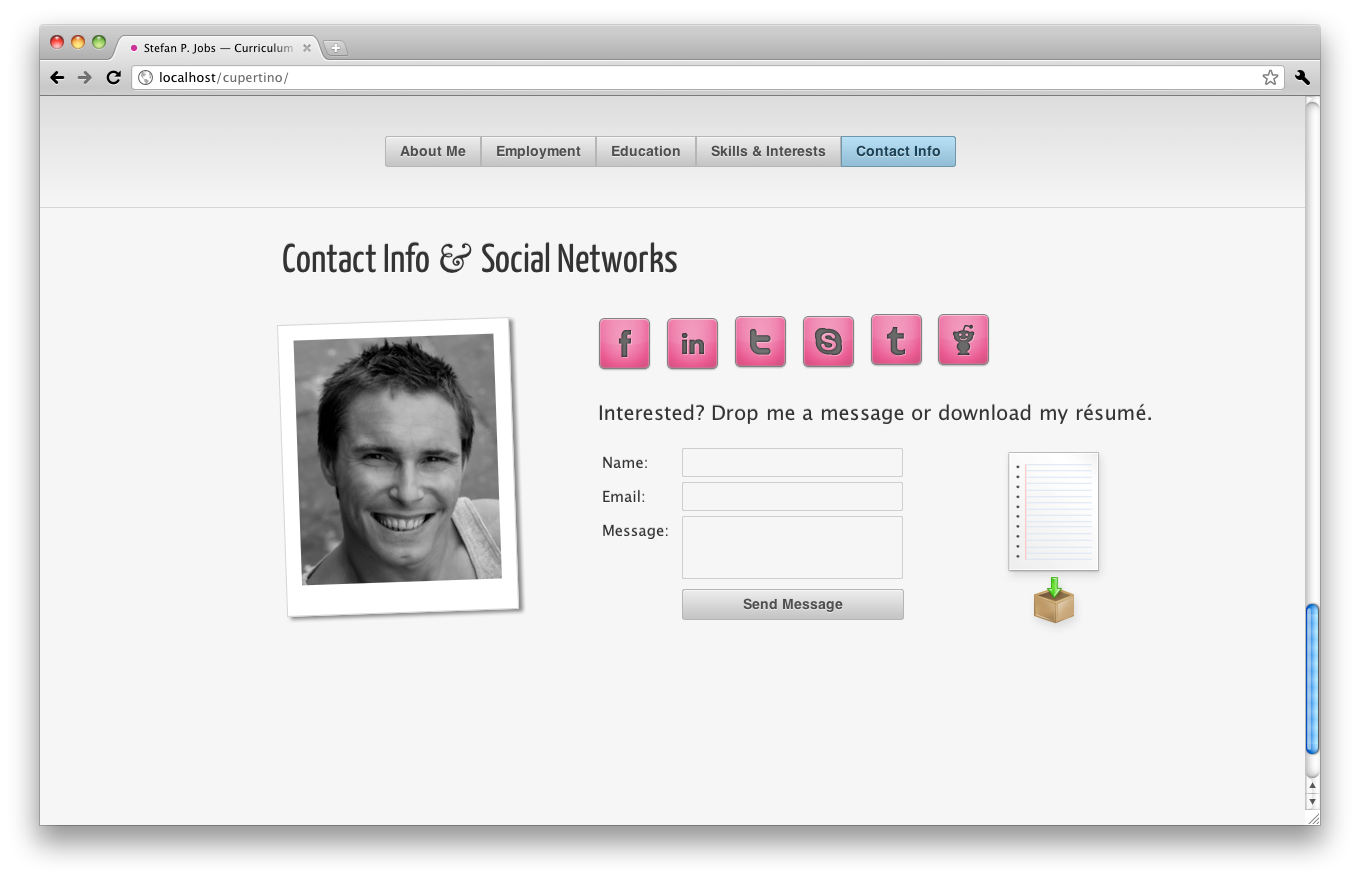 Stefan P. Jobs — Curriculum
localhost/cupertino/
About Me
Employment
Education
Skills & Interests
Contact Info
Contact Info & Social Networks
f
in
t
S
t
Interested? Drop me a message or download my résumé.
Name:
Email:
Message:
Send Message